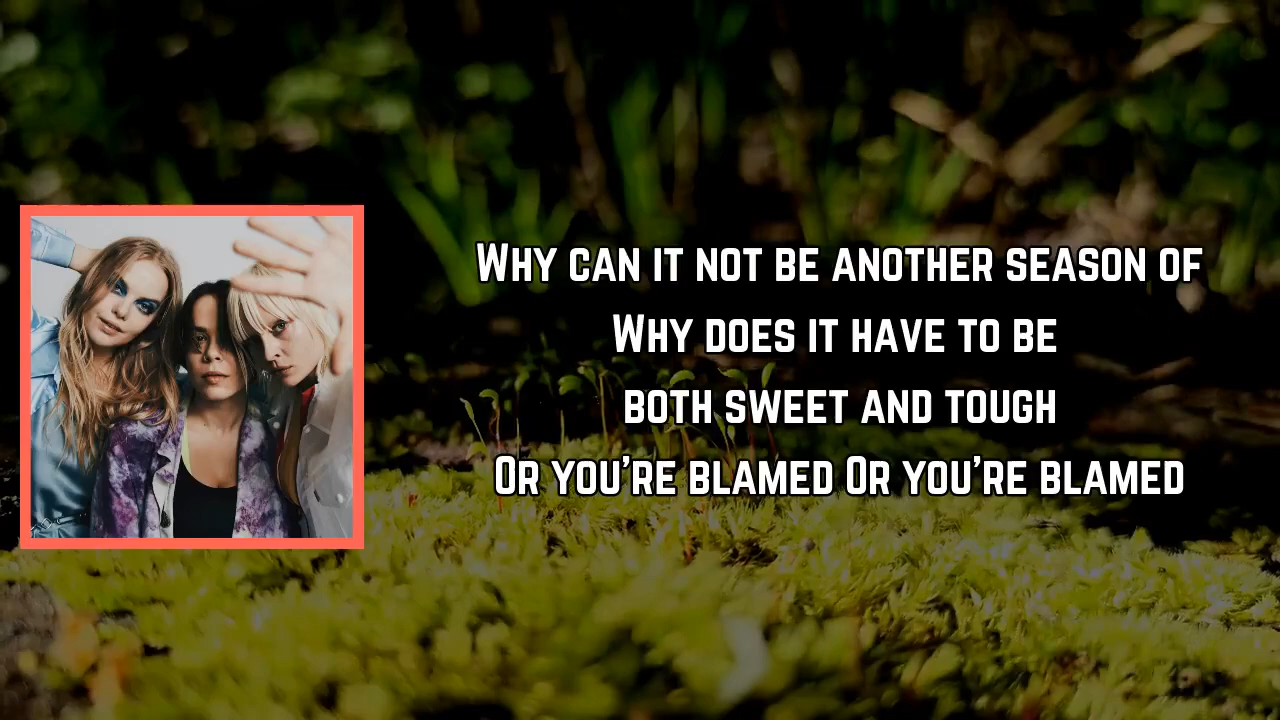 Why can it not be another season of
Why does it have to be
both sweet and tough
Or you're blamed Or you're blamed